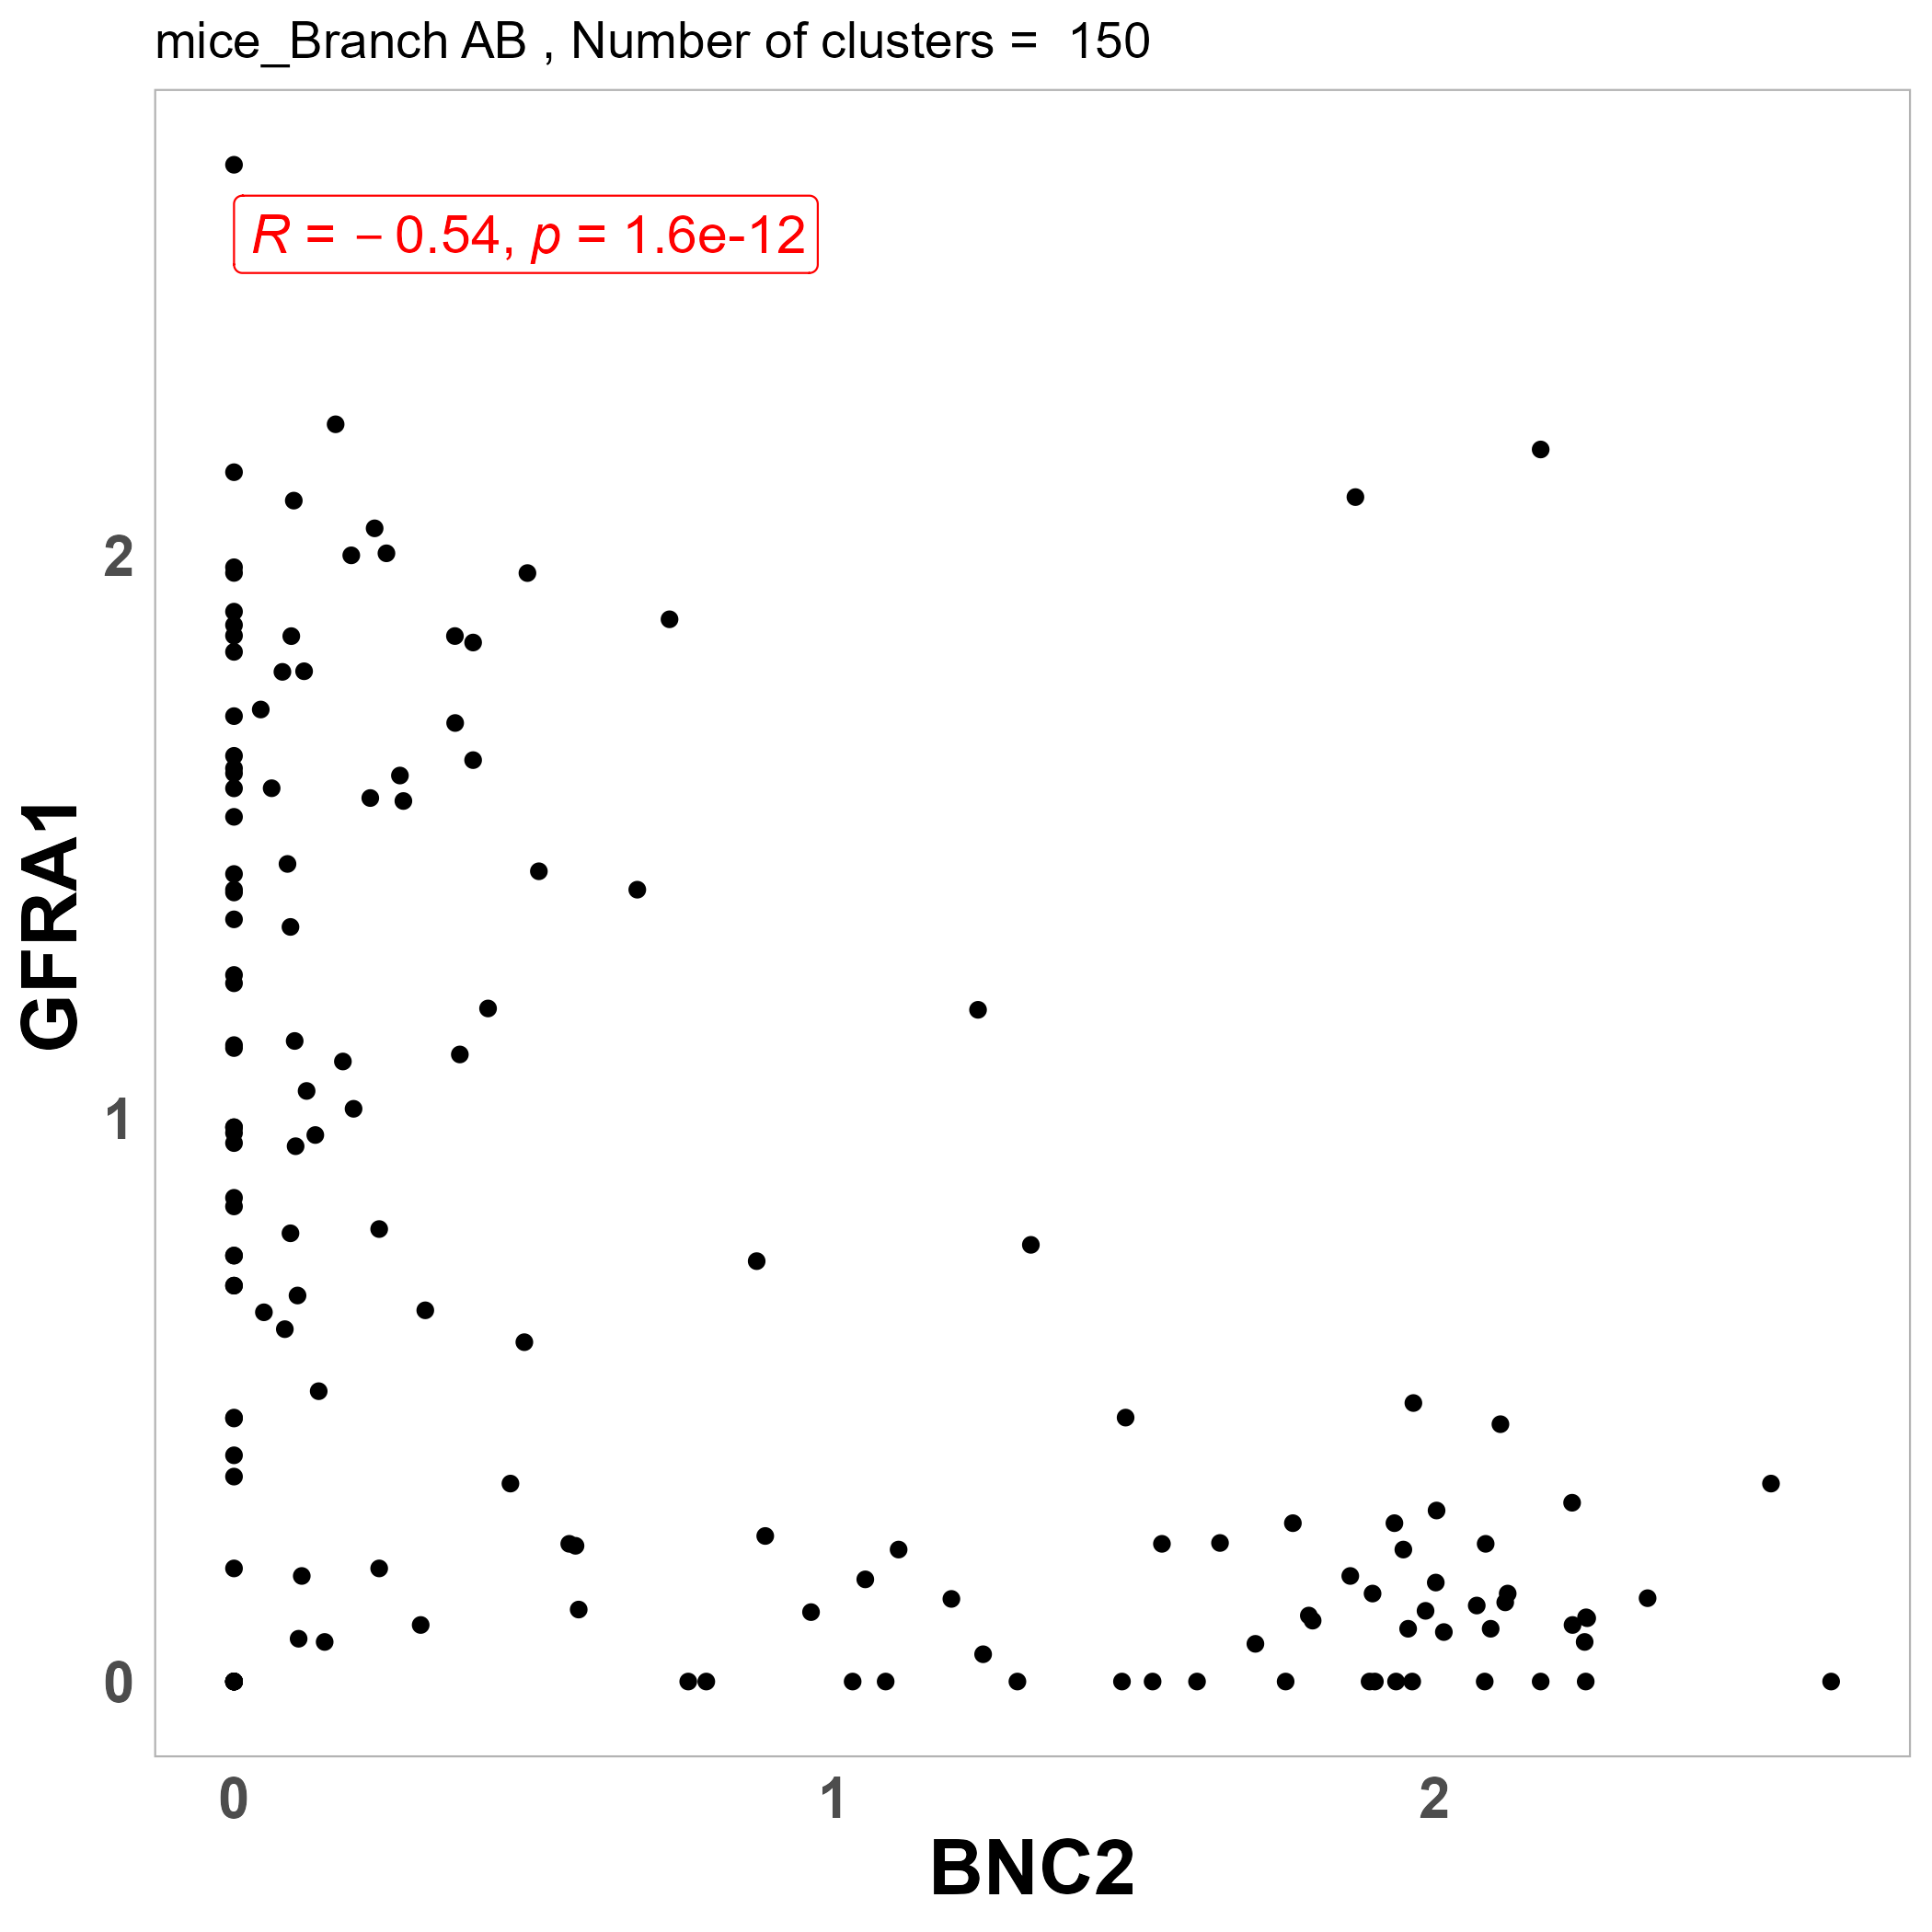 mice_Branch AB , Number of clusters =  150
R = − 0.54, p = 1.6e-12
GFRA1
2
1
0
0 1 2
BNC2